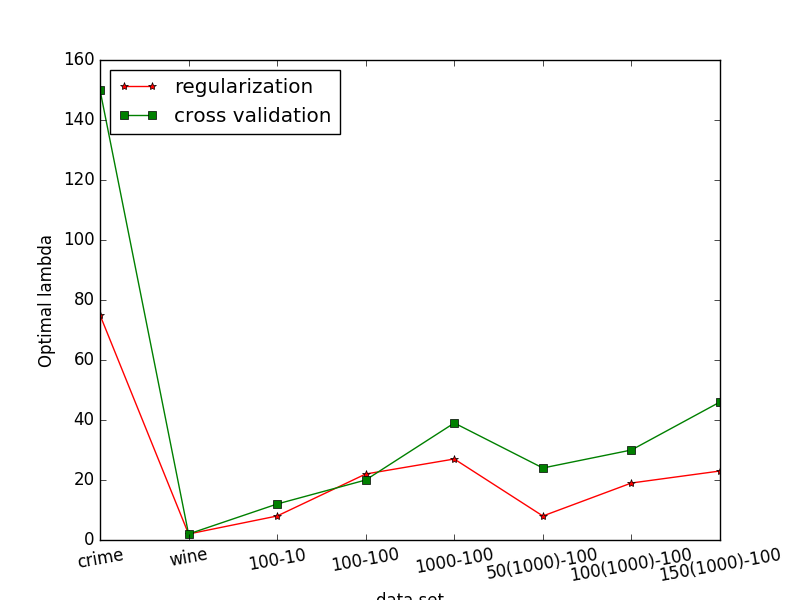 160
140
120
100
80
60
40
20
0
Optimal lambda
regularization
cross validation
crime
wine
100-10
100-100
1000-100
50(1000)-100
100(1000)-100
150(1000)-100
data set